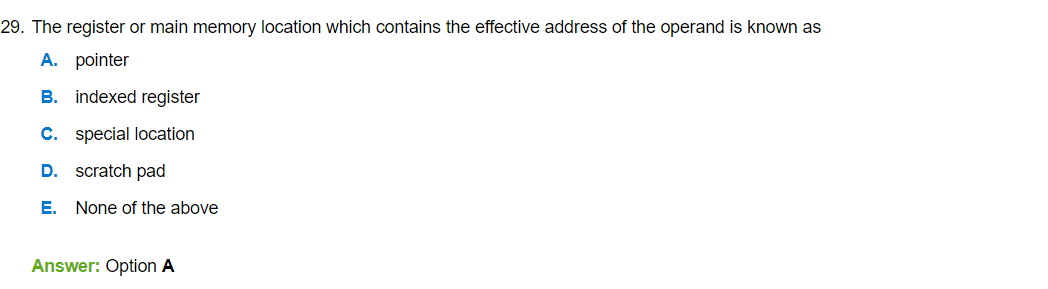 29. The register or main memory location which contains the effective address of the operand is known as
A. pointer
B. indexed register
C. special location
D. scratch pad
E. None of the above
Answer: Option A